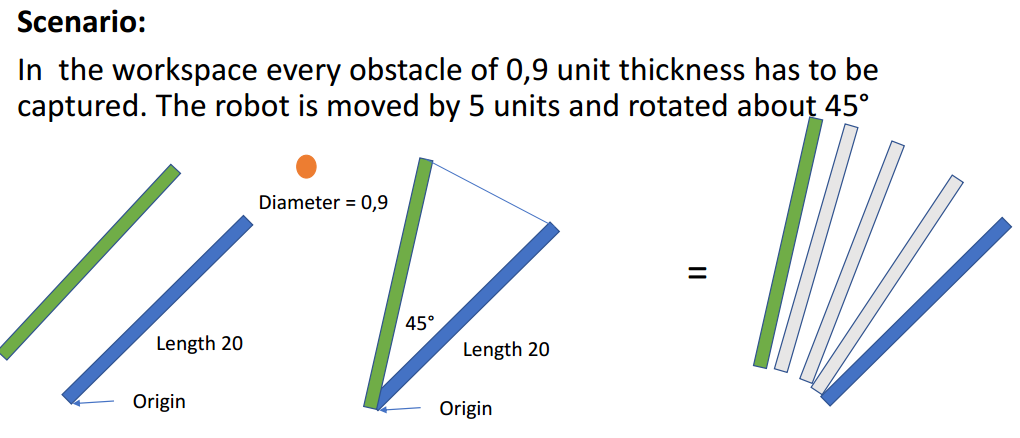 Scenario:
In  the workspace every obstacle of 0,9 unit thickness has to be
captured. The robot is moved by 5 units and rotated about 45°
Diameter = 0,9
45°
=
Length 20
Length 20
Origin
Origin